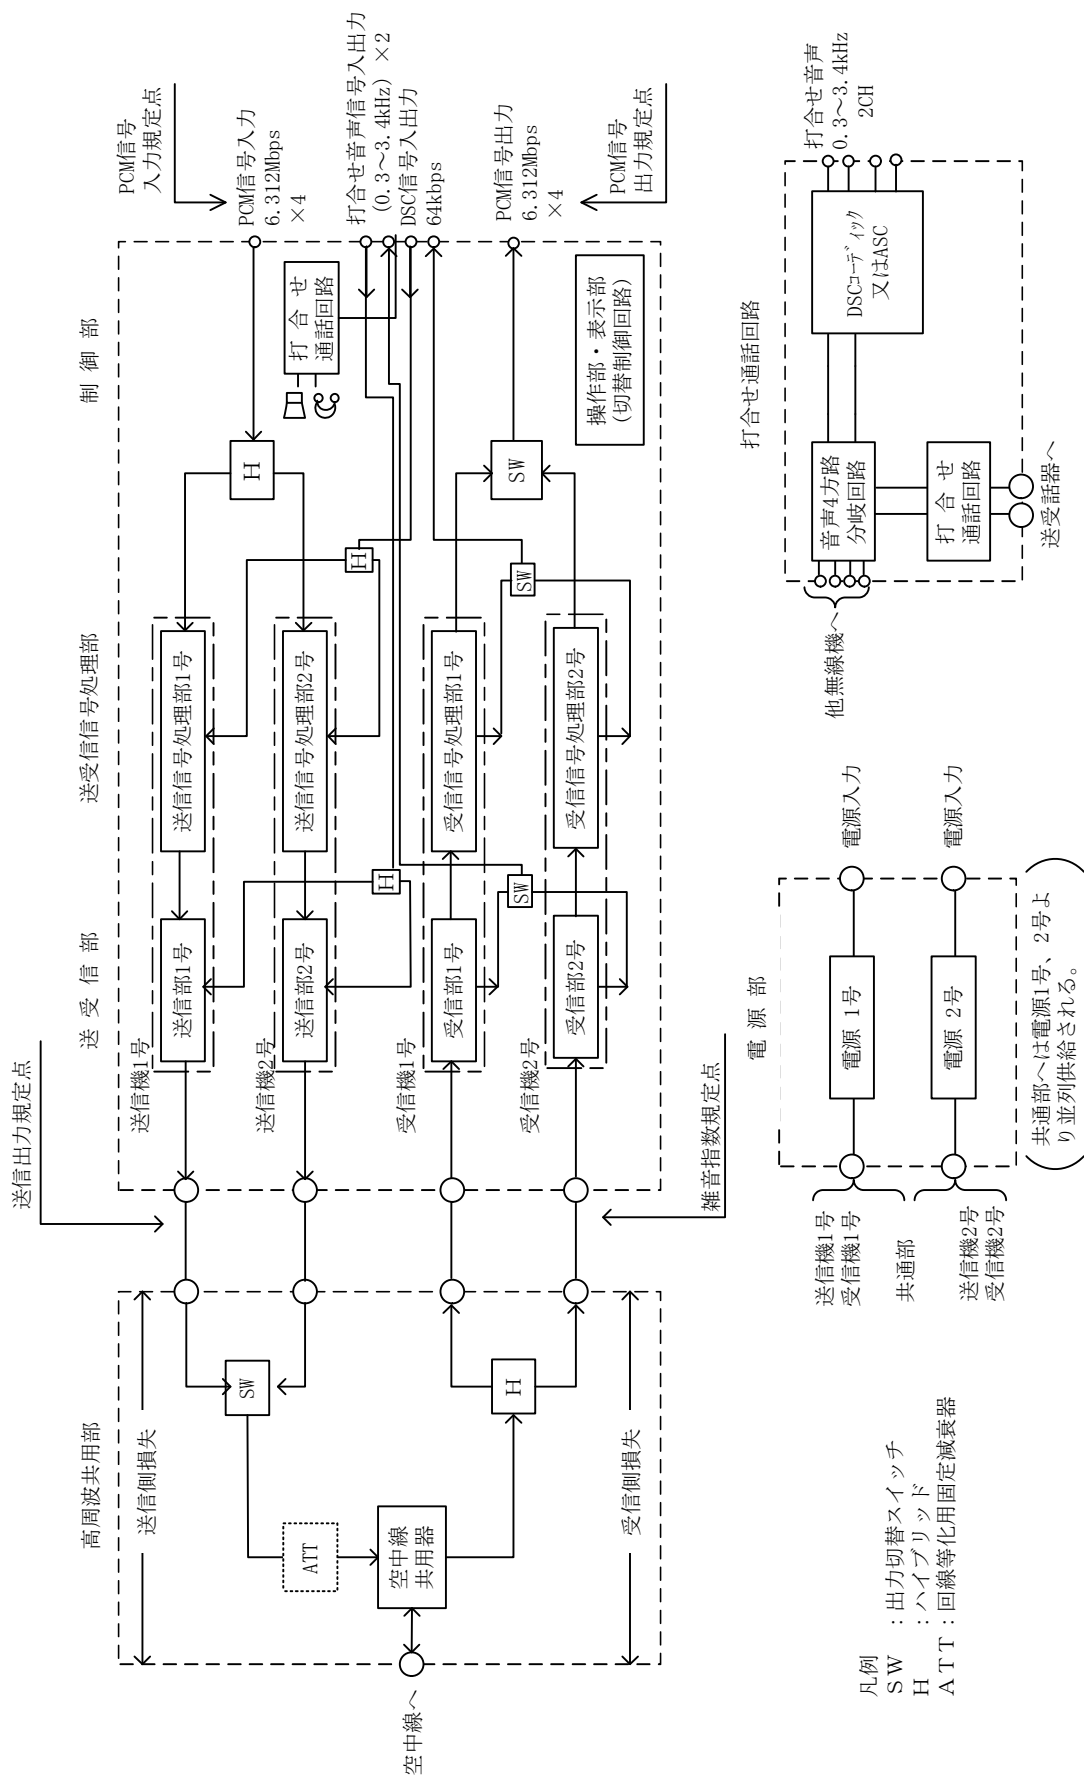 高周波共用部
送信側損失
SW
ATT
空中線
共用器
空中線へ
H
受信側損失
送信出力規定点
雑音指数規定点
送 受 信 部
送受信信号処理部
制 御 部
送信機1号
送信部1号
送信信号処理部1号
送信機2号
送信部2号
送信信号処理部2号
受信機1号
受信部1号
受信信号処理部1号
受信機2号
受信部2号
受信信号処理部2号
H
H
SW
SW
H
SW
打 合 せ
通話回路
操作部・表示部
(切替制御回路)
PCM信号
入力規定点
PCM信号入力
6.312Mbps
×4
打合せ音声信号入出力
(0.3～3.4kHz) ×2
DSC信号入出力
64kbps
PCM信号出力
6.312Mbps
×4
PCM信号
出力規定点
凡例
SW :出力切替スイッチ
H :ハイブリッド
ATT :回線等化用固定減衰器
電 源 部
送信機1号
受信機1号
共通部
送信機2号
受信機2号
電源 1号
電源 2号
電源入力
電源入力
共通部へは電源1号、2号よ
り並列供給される。
打合せ通話回路
他無線機へ
音声4方路
分岐回路
打 合 せ
通話回路
送受話器へ
DSCコーディック
又はASC
打合せ音声
0.3～3.4kHz
2CH